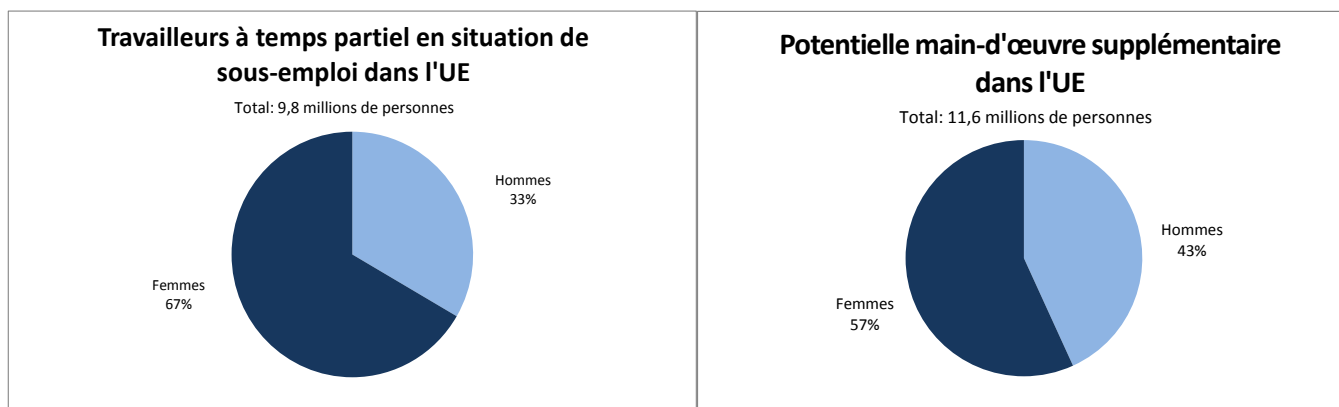 Travailleurs à temps partiel en situation de
sous-emploi dans l'UE
Total: 9,8 millions de personnes
Hommes
33%
Femmes
67%
Potentielle main-d'œuvre supplémentaire
dans l'UE
Total: 11,6 millions de personnes
Hommes
43%
Femmes
57%